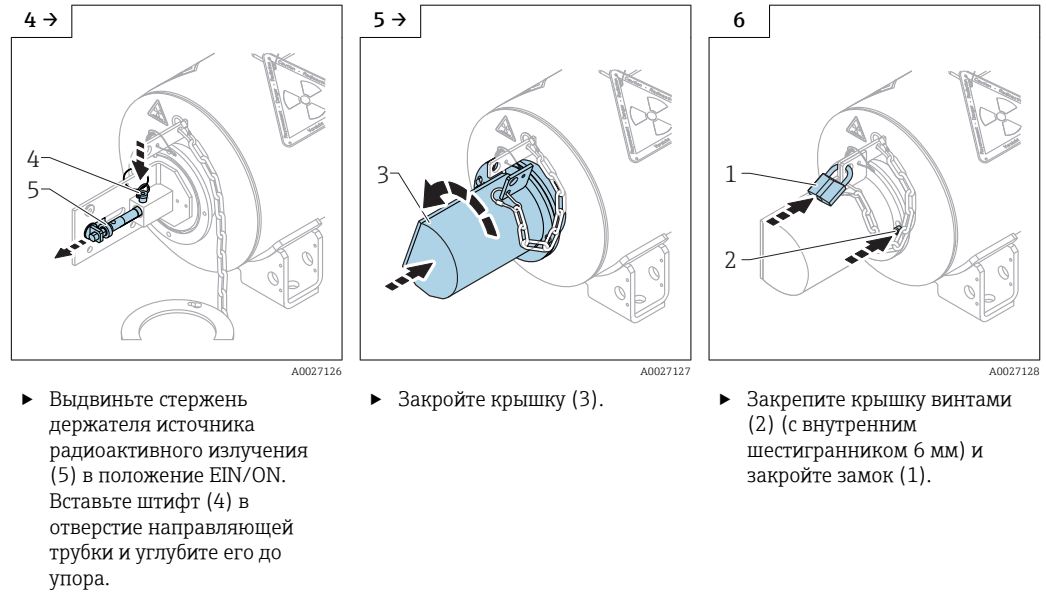 4 →
5 →
6
4
5
3
1
2
A0027126
A0027127
A0027128
▶ Выдвиньте стержень
держателя источника
радиоактивного излучения
(5) в положение EIN/ON.
Вставьте штифт (4) в
отверстие направляющей
трубки и углубите его до
упора.
▶ Закройте крышку (3).
▶ Закрепите крышку винтами
(2) (с внутренним
шестигранником 6 мм) и
закройте замок (1).